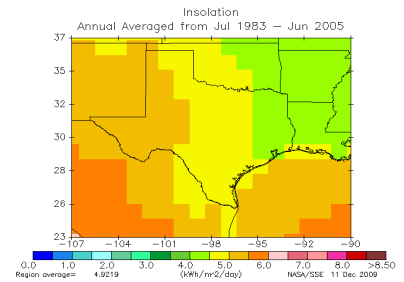 Insolation
Annual Averaged from Jul 1983 − Jun 2005
37
35
32
30
28
26
23
−107 −104 −101 −98 −95 −92 −90
0.0 1.0 2.0 3.0 4.0 5.0 6.0 7.0 8.0 >8.50
Region average= 4.9219 (kWh/m^2/day) NASA/SSE 11 Dec 2009